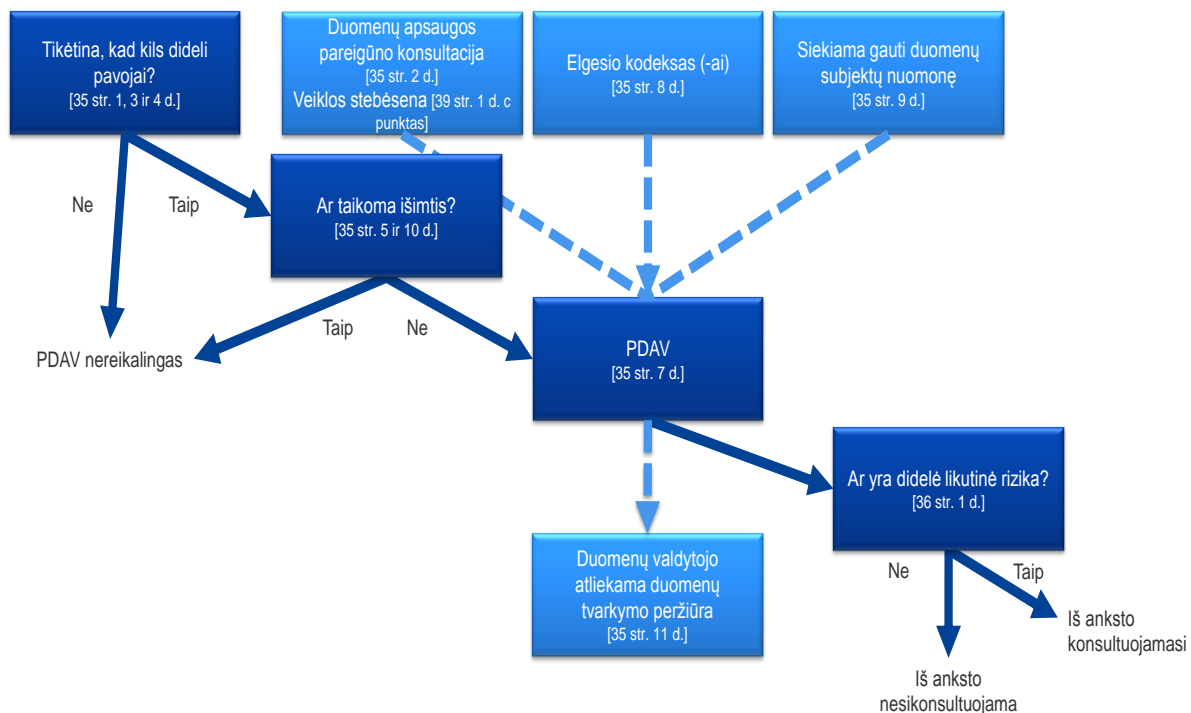 Tikėtina, kad kils dideli
pavojai?
[35 str. 1, 3 ir 4 d.]
Duomenų apsaugos
pareigūno konsultacija
[35 str. 2 d.]
Veiklos stebėsena [39 str. 1 d. c
punktas]
Elgesio kodeksas (-ai)
[35 str. 8 d.]
Siekiama gauti duomenų
subjektų nuomonę
[35 str. 9 d.]
Ne
Taip
Ar taikoma išimtis?
[35 str. 5 ir 10 d.]
Taip
Ne
PDAV nereikalingas
PDAV
[35 str. 7 d.]
Ar yra didelė likutinė rizika?
[36 str. 1 d.]
Duomenų valdytojo
atliekama duomenų
tvarkymo peržiūra
[35 str. 11 d.]
Ne
Taip
Iš anksto
konsultuojamasi
Iš anksto
nesikonsultuojama